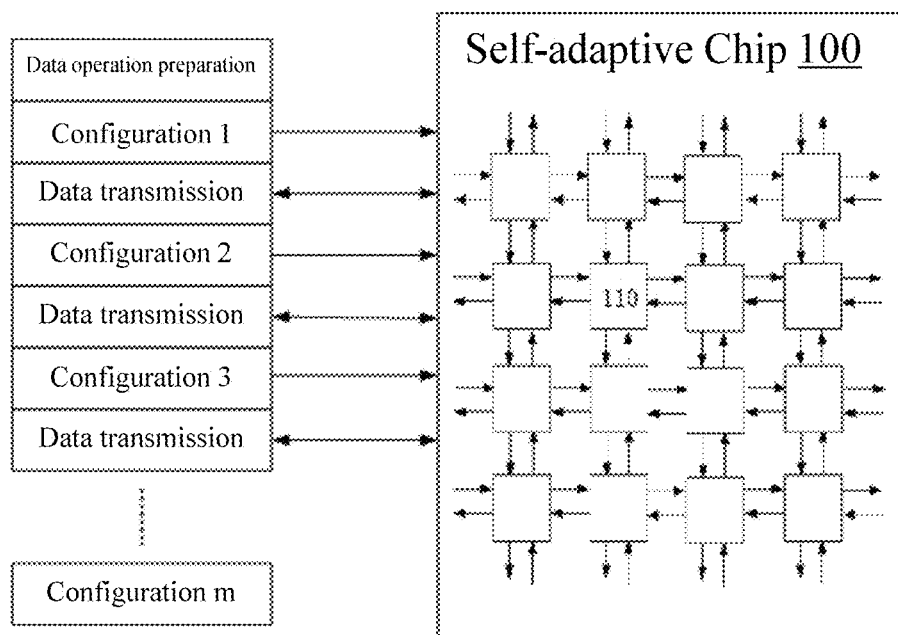 Data operation preparation
Configuration 1
Data transmission
Configuration 2
Data transmission
Configuration 3
Data transmission
Configuration m
Self-adaptive Chip 100
110